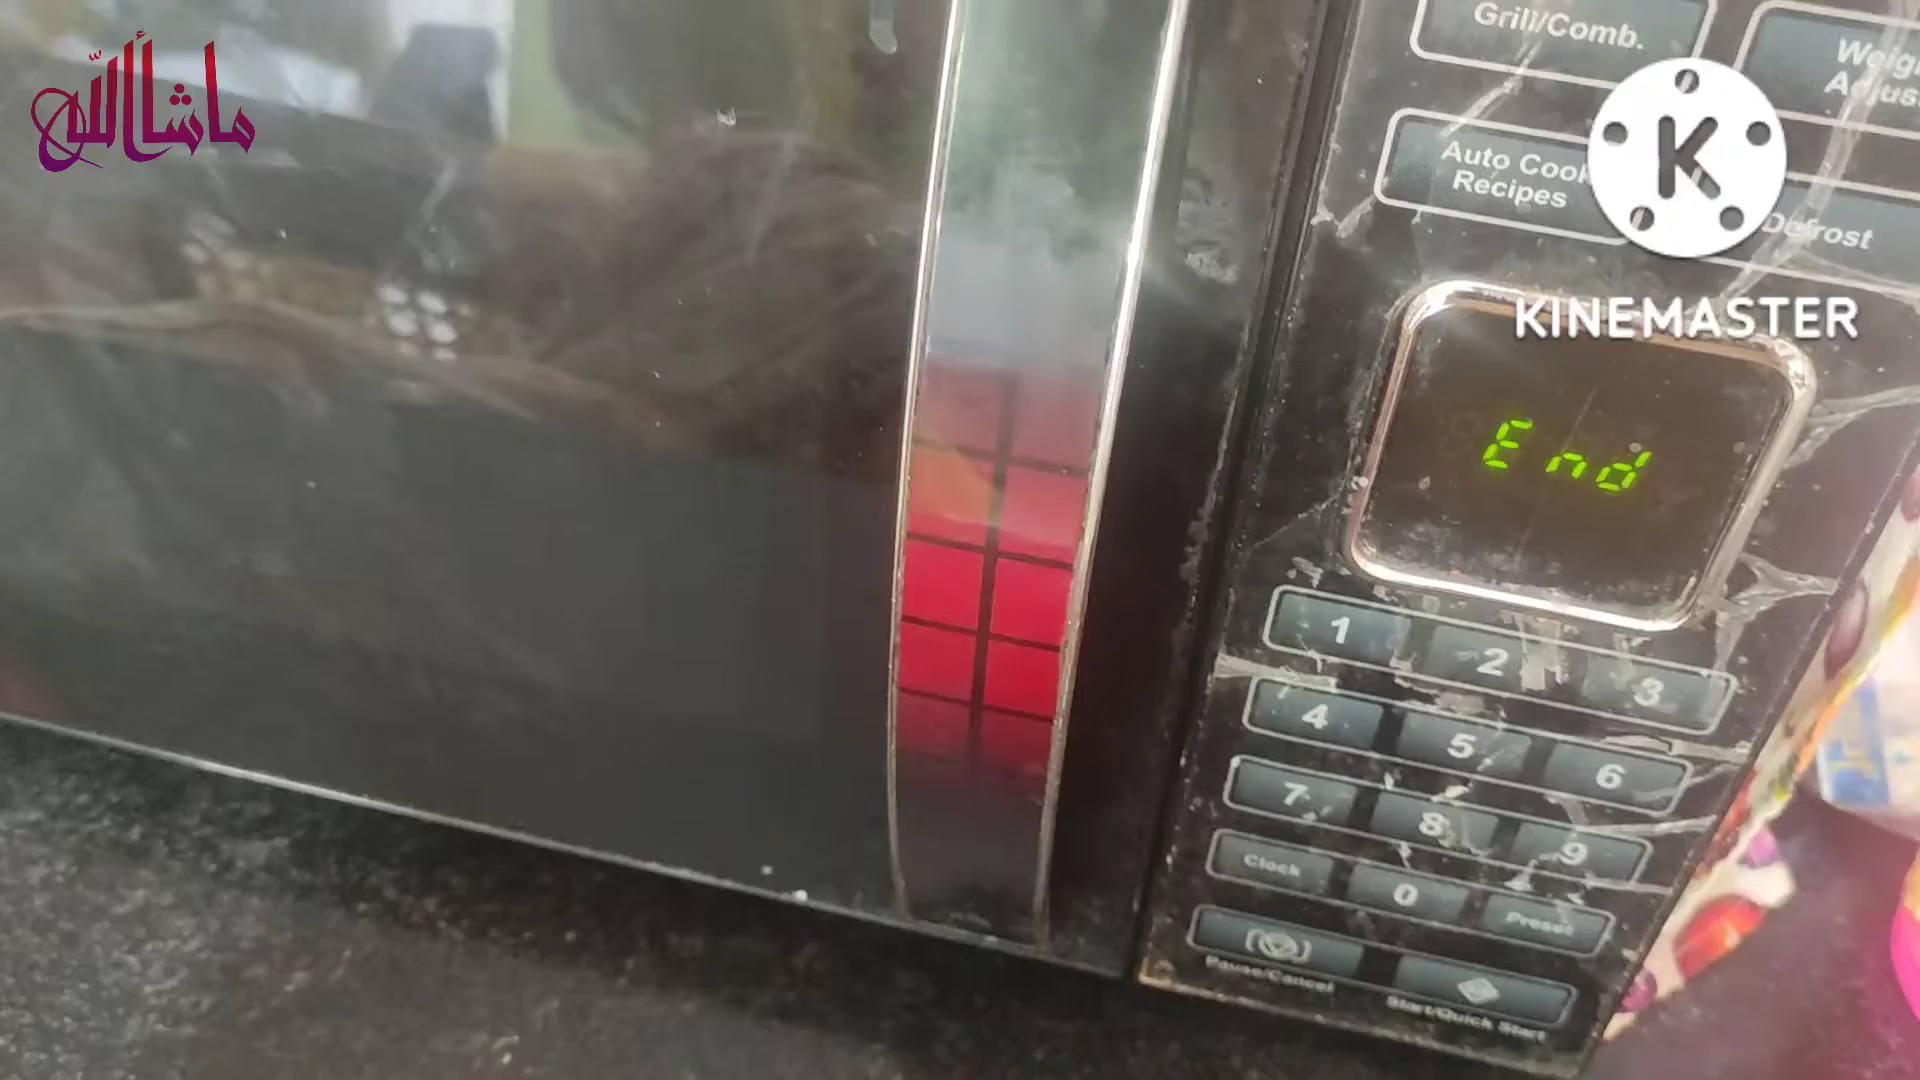 ماشاألله
Grill/Comb.
Auto Cook
Recipes
Defrost
K
KINEMASTER
End
1
2
3
4
5
6
7
8
9
Clock
0
Preset
Pause/Cancel
Start/Quick Start